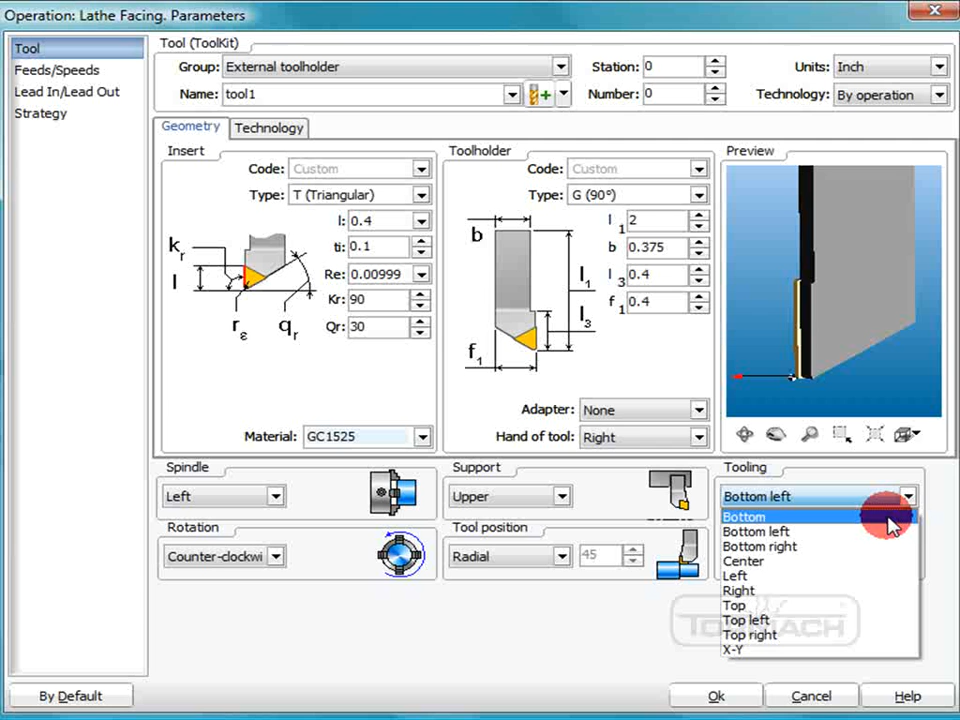 Operation: Lathe Facing. Parameters
Tool
Feeds/Speeds
Lead In/Lead Out
Strategy
Tool (ToolKit)
Group: External toolholder
Station: 0
Units: Inch
Name: tool1
Number: 0
Technology: By operation
Geometry
Technology
Insert
Code: Custom
Type: T (Triangular)
l: 0.4
ti: 0.1
Re: 0.00999
Kr: 90
Qr: 30
kr
l
rε
qr
Material: GC1525
Toolholder
Code: Custom
Type: G (90°)
l1 2
b 0.375
l3 0.4
f1 0.4
b
l1
l3
f1
Adapter: None
Hand of tool: Right
Preview
Spindle
Left
Support
Upper
Tooling
Bottom left
Bottom
Bottom left
Bottom right
Center
Left
Right
Top
Top left
Top right
X-Y
Rotation
Counter-clockwi
Tool position
Radial
45
TORMACH
By Default
Ok
Cancel
Help